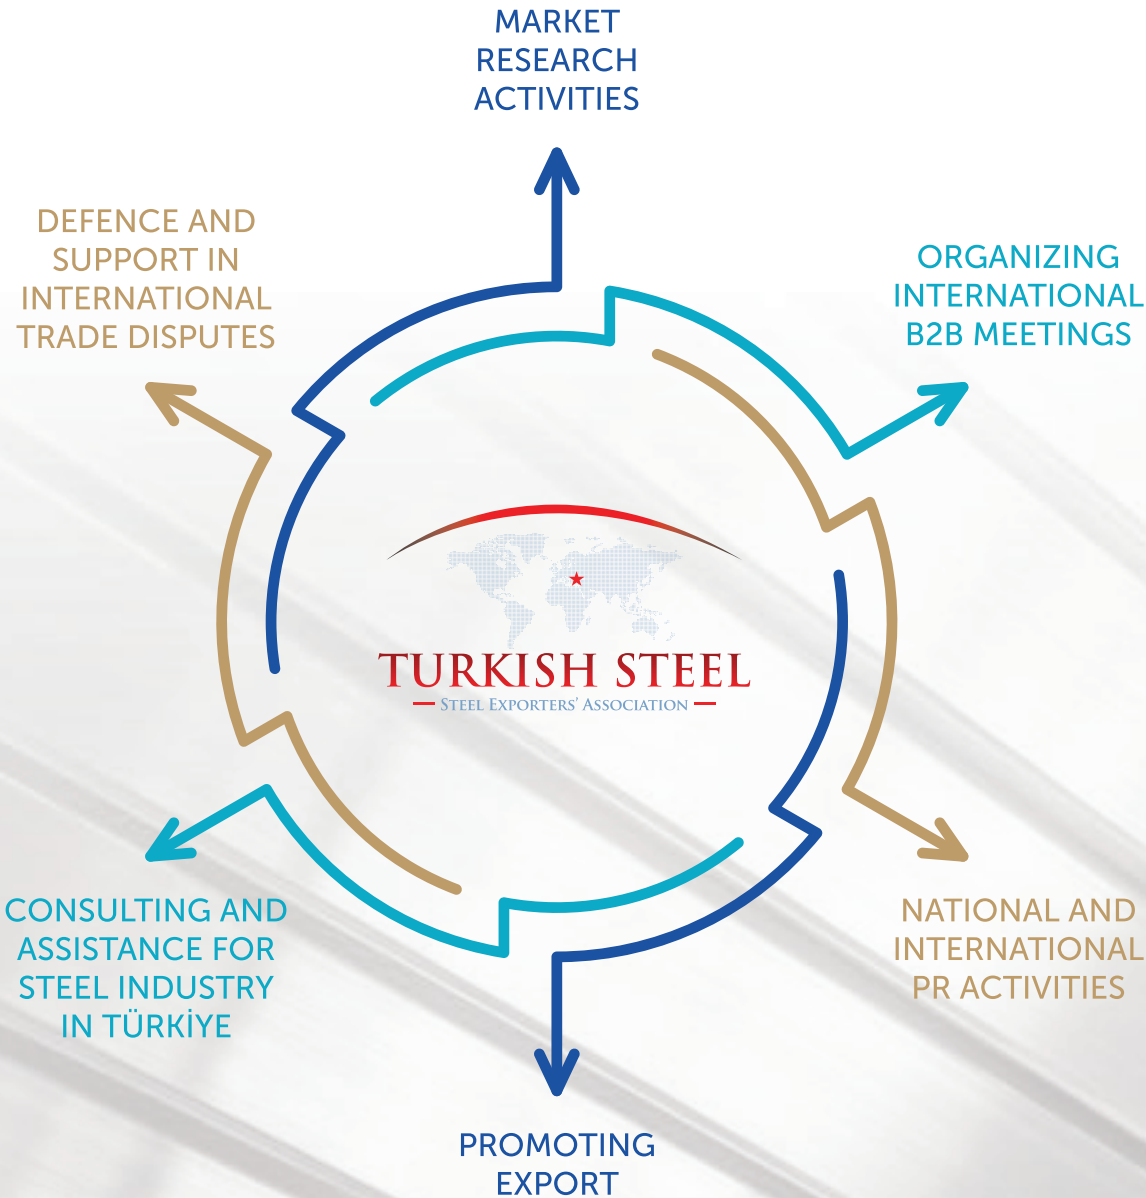 MARKET
RESEARCH
ACTIVITIES
DEFENCE AND
SUPPORT IN
INTERNATIONAL
TRADE DISPUTES
ORGANIZING
INTERNATIONAL
B2B MEETINGS
TURKISH STEEL
STEEL EXPORTERS' ASSOCIATION
CONSULTING AND
ASSISTANCE FOR
STEEL INDUSTRY
IN TÜRKİYE
NATIONAL AND
INTERNATIONAL
PR ACTIVITIES
PROMOTING
EXPORT